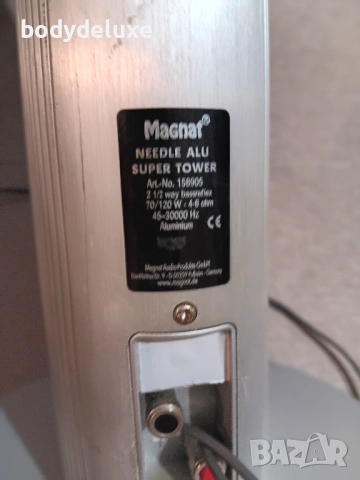 bodydeluxe
Magnat®
NEEDLE ALU
SUPER TOWER
Art.-No. 158905
2 1/2 way bassreflex
70/120 W - 4-8 ohm
45-30000 Hz
Aluminium
CE
Magnat Audio-Produkte GmbH
www.magnat.de
BAZAR
.bg